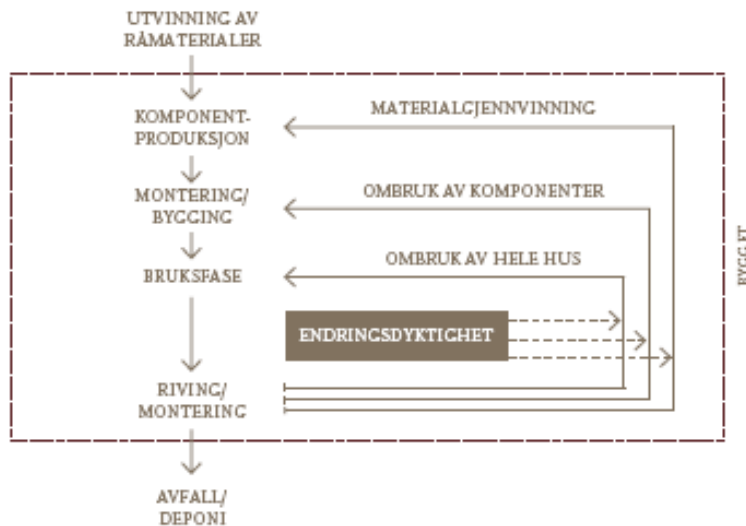 UTVINNING AV
RÅMATERIALER
KOMPONENT-
PRODUKSJON
MATERIALGJENNVINNING
MONTERING/
BYGGING
OMBRUK AV KOMPONENTER
BRUKSFASE
OMBRUK AV HELE HUS
ENDRINGSDYKTIGHET
RIVING/
MONTERING
AVFALL/
DEPONI
BYGGET